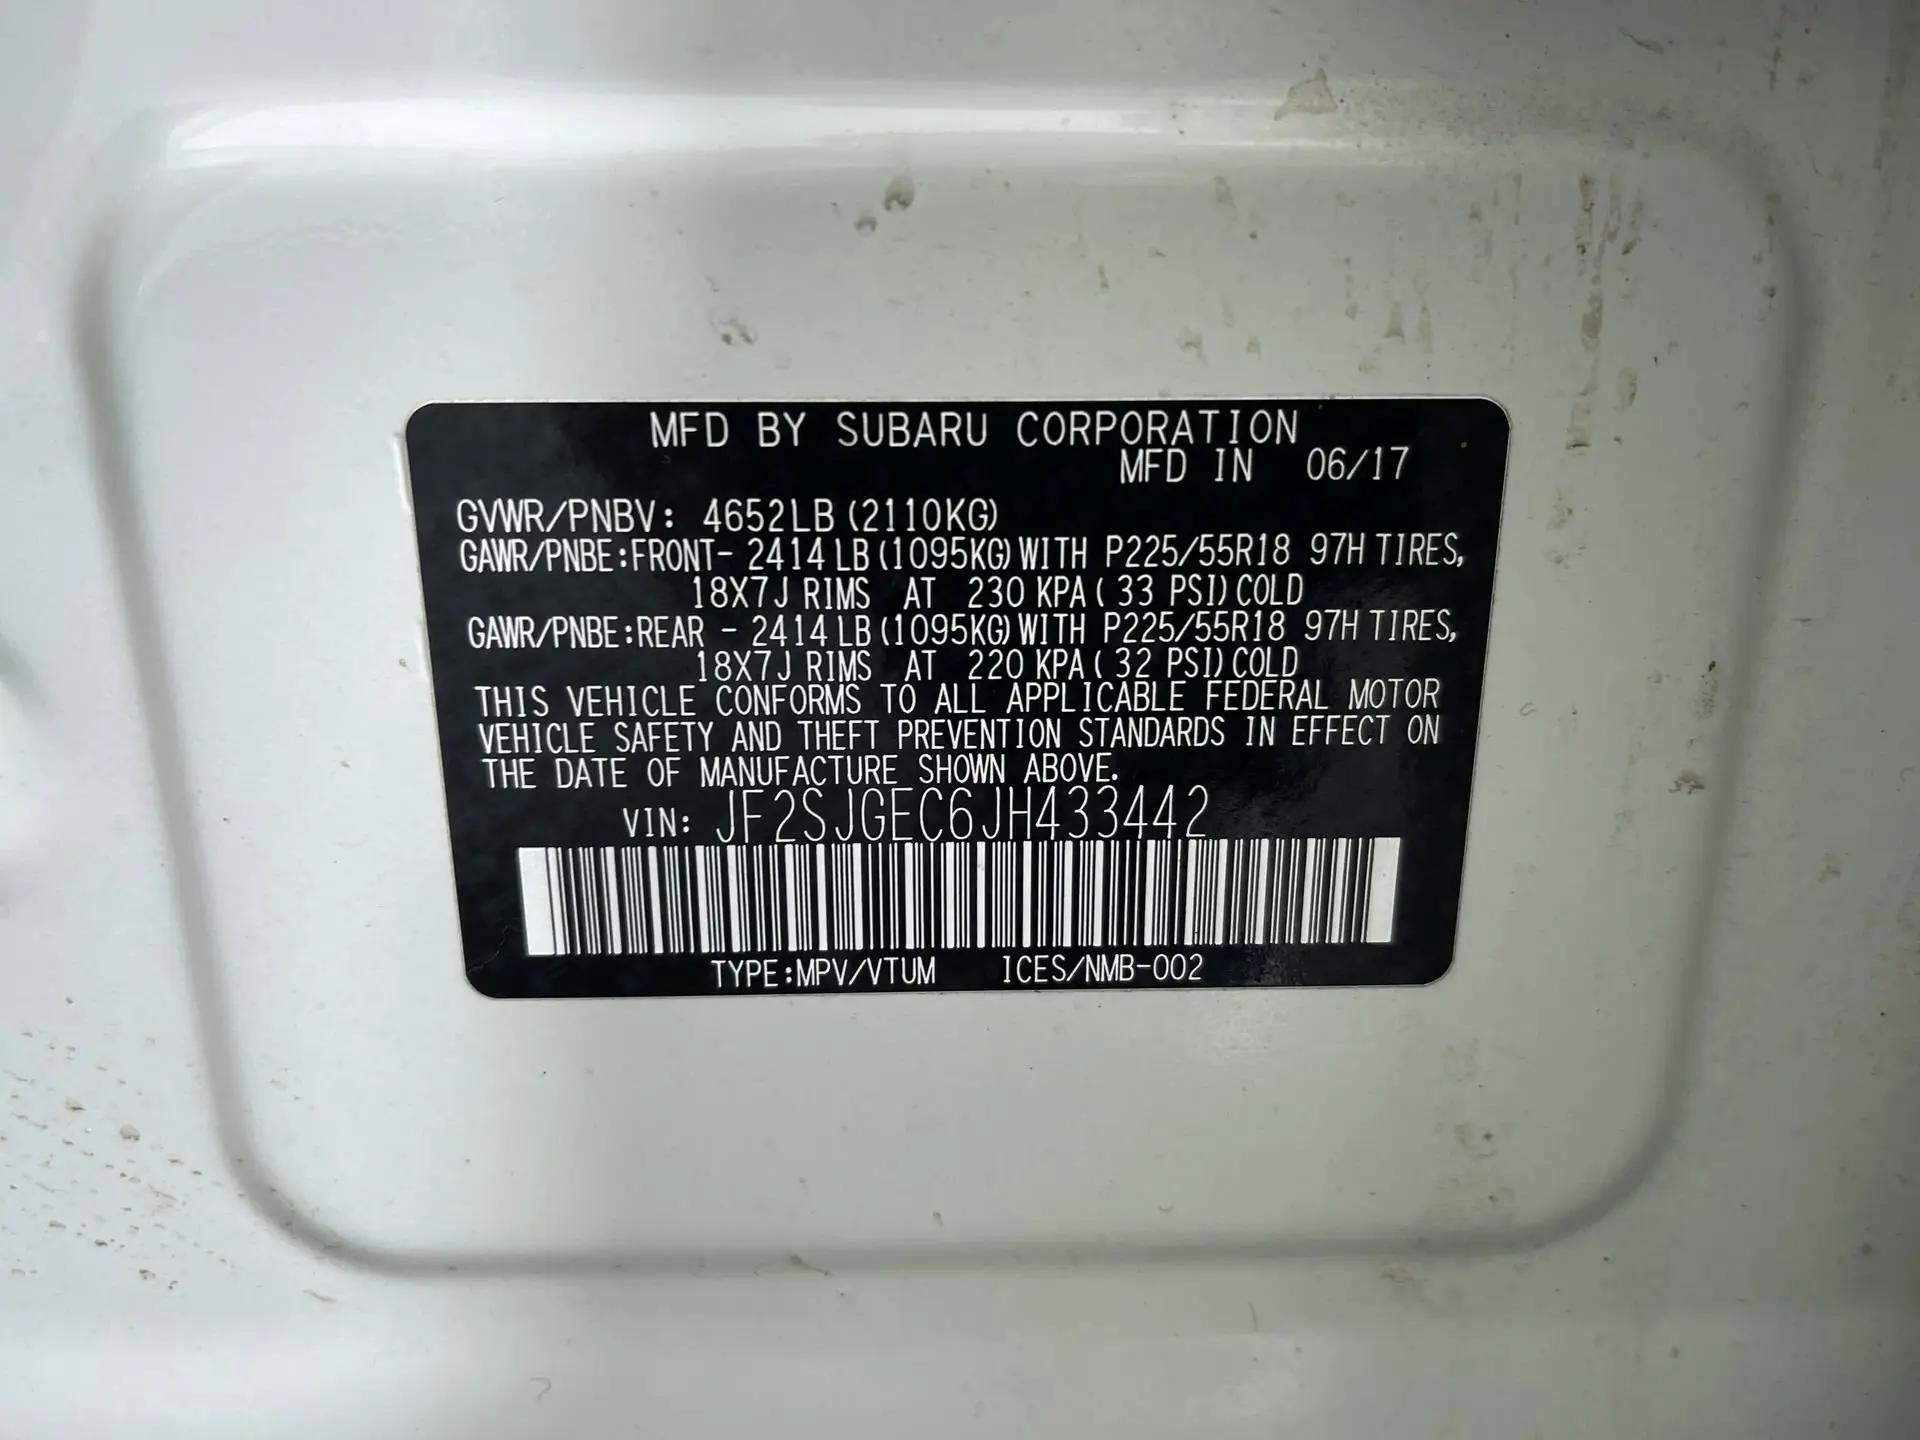 MFD BY SUBARU CORPORATION
MFD IN 06/17
GVWR/PNBV: 4652LB (2110KG)
GAWR/PNBE:FRONT- 2414 LB (1095KG) WITH P225/55R18 97H TIRES,
18X7J RIMS AT 230 KPA ( 33 PSI) COLD
GAWR/PNBE:REAR - 2414 LB (1095KG) WITH P225/55R18 97H TIRES,
18X7J RIMS AT 220 KPA ( 32 PSI) COLD
THIS VEHICLE CONFORMS TO ALL APPLICABLE FEDERAL MOTOR
VEHICLE SAFETY AND THEFT PREVENTION STANDARDS IN EFFECT ON
THE DATE OF MANUFACTURE SHOWN ABOVE.
VIN: JF2SJGEC6JH433442
TYPE:MPV/VTUM ICES/NMB-002